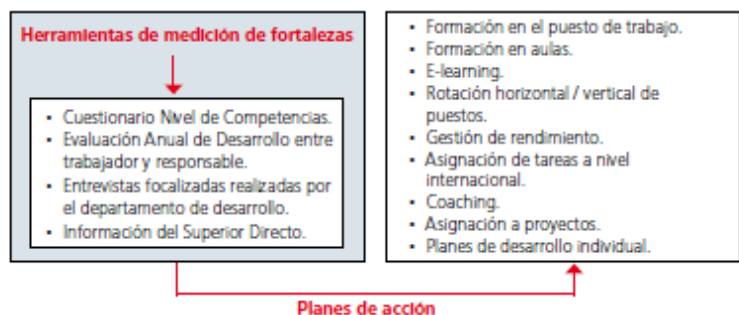 Herramientas de medición de fortalezas
• Cuestionario Nivel de Competencias.
• Evaluación Anual de Desarrollo entre
trabajador y responsable.
• Entrevistas focalizadas realizadas por
el departamento de desarrollo.
• Información del Superior Directo.
• Formación en el puesto de trabajo.
• Formación en aulas.
• E-learning.
• Rotación horizontal / vertical de
puestos.
• Gestión de rendimiento.
• Asignación de tareas a nivel
internacional.
• Coaching.
• Asignación a proyectos.
• Planes de desarrollo individual.
Planes de acción